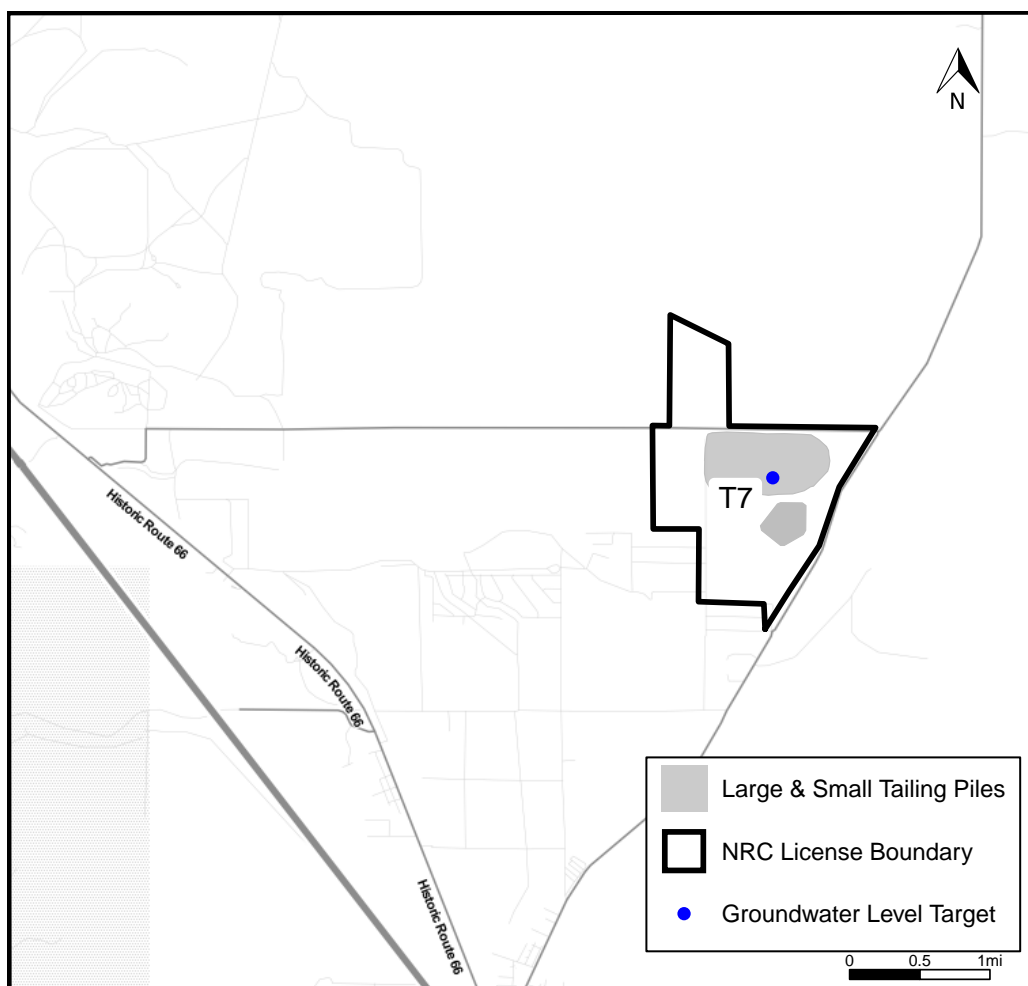 N
T7
Historic Route 66
Historic Route 66
Historic Route 66
Large & Small Tailing Piles
NRC License Boundary
Groundwater Level Target
0 0.5 1mi